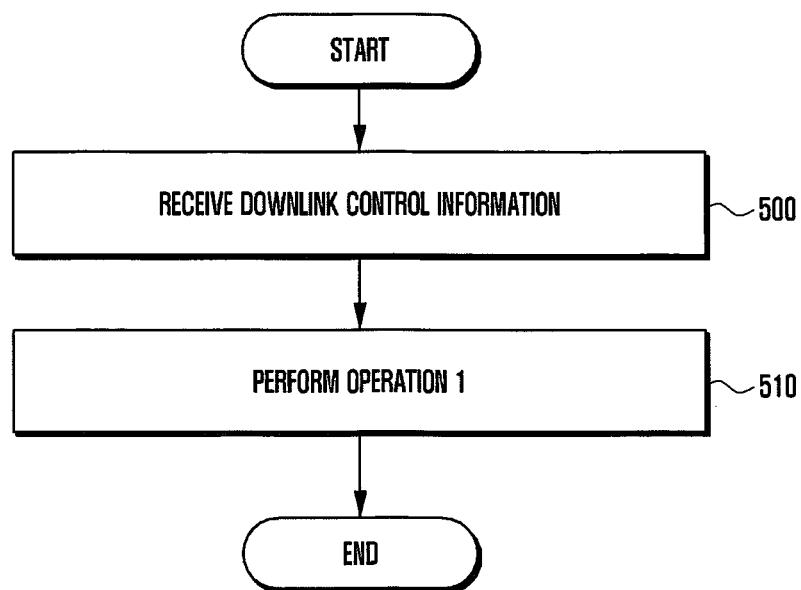 START
RECEIVE DOWNLINK CONTROL INFORMATION
500
PERFORM OPERATION 1
510
END